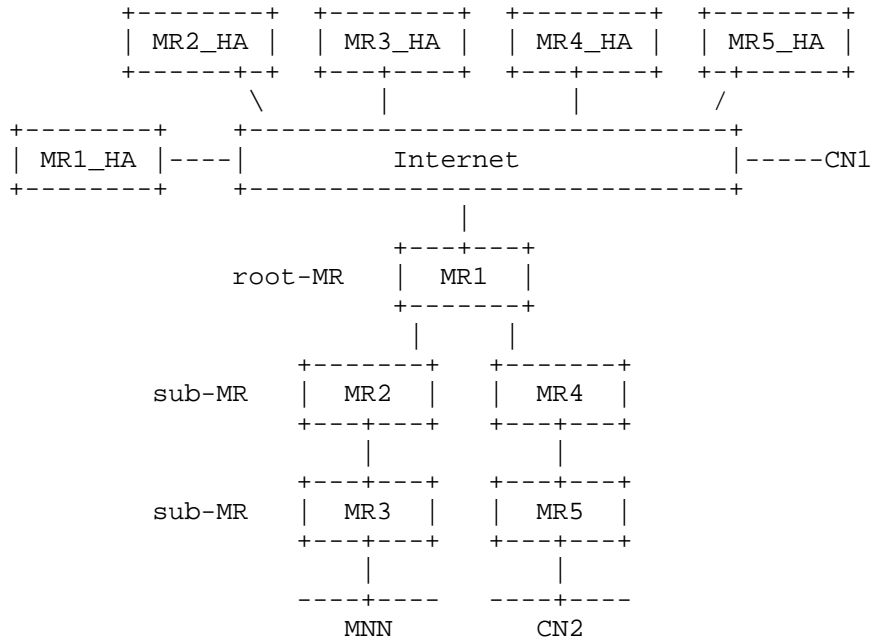 +--------+  +--------+  +--------+  +--------+
| MR2_HA |  | MR3_HA |  | MR4_HA |  | MR5_HA |
+------+-+  +---+----+  +---+----+  +-+------+
\       |           |        /
+--------+    +------------------------------+
| MR1_HA |----|         Internet             |-----CN1
+--------+    +------------------------------+
|
+---+---+
root-MR   |  MR1  |
+-------+
|     |
+-------+   +-------+
sub-MR   |  MR2  |   |  MR4  |
+---+---+   +---+---+
|           |
+---+---+   +---+---+
sub-MR   |  MR3  |   |  MR5  |
+---+---+   +---+---+
|           |
----+----   ----+----
MNN         CN2